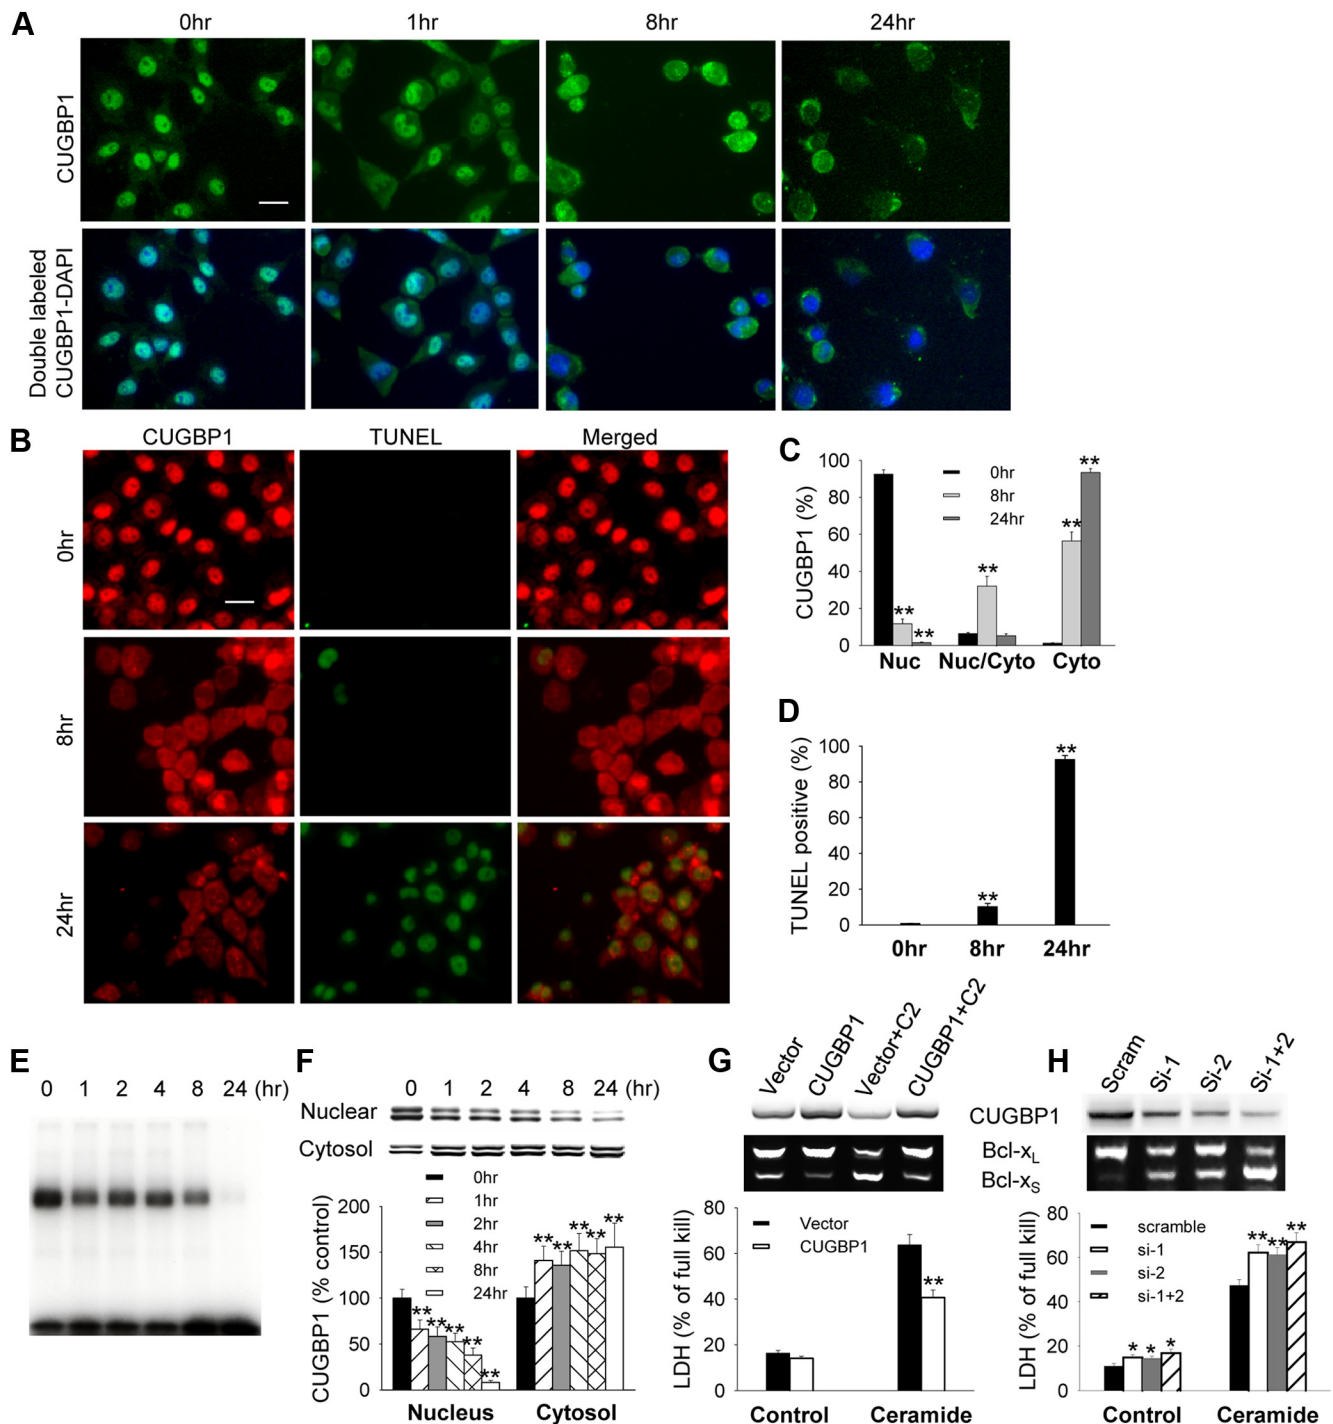 A
0hr 1hr 8hr 24hr
CUGBP1
Double labeled
CUGBP1-DAPI
B
CUGBP1 TUNEL Merged
0hr
8hr
24hr
C
CUGBP1 (%)
100
80
60
40
20
0
0hr
8hr
24hr
** ** ** ** **
Nuc Nuc/Cyto Cyto
D
TUNEL positive (%)
100
80
60
40
20
0
** **
0hr 8hr 24hr
E
0 1 2 4 8 24 (hr)
F
0 1 2 4 8 24 (hr)
Nuclear
Cytosol
0hr
1hr
2hr
4hr
8hr
24hr
CUGBP1 (% control)
200
150
100
50
0
** ** ** ** ** ** ** ** ** **
Nucleus Cytosol
G
Vector CUGBP1 Vector+C2 CUGBP1+C2
LDH (% of full kill)
80
60
40
20
0
Vector
CUGBP1
**
Control Ceramide
H
Scram Si-1 Si-2 Si-1+2
CUGBP1
Bcl-xL
Bcl-xS
LDH (% of full kill)
80
60
40
20
0
scramble
si-1
si-2
si-1+2
* * * ** ** **
Control Ceramide